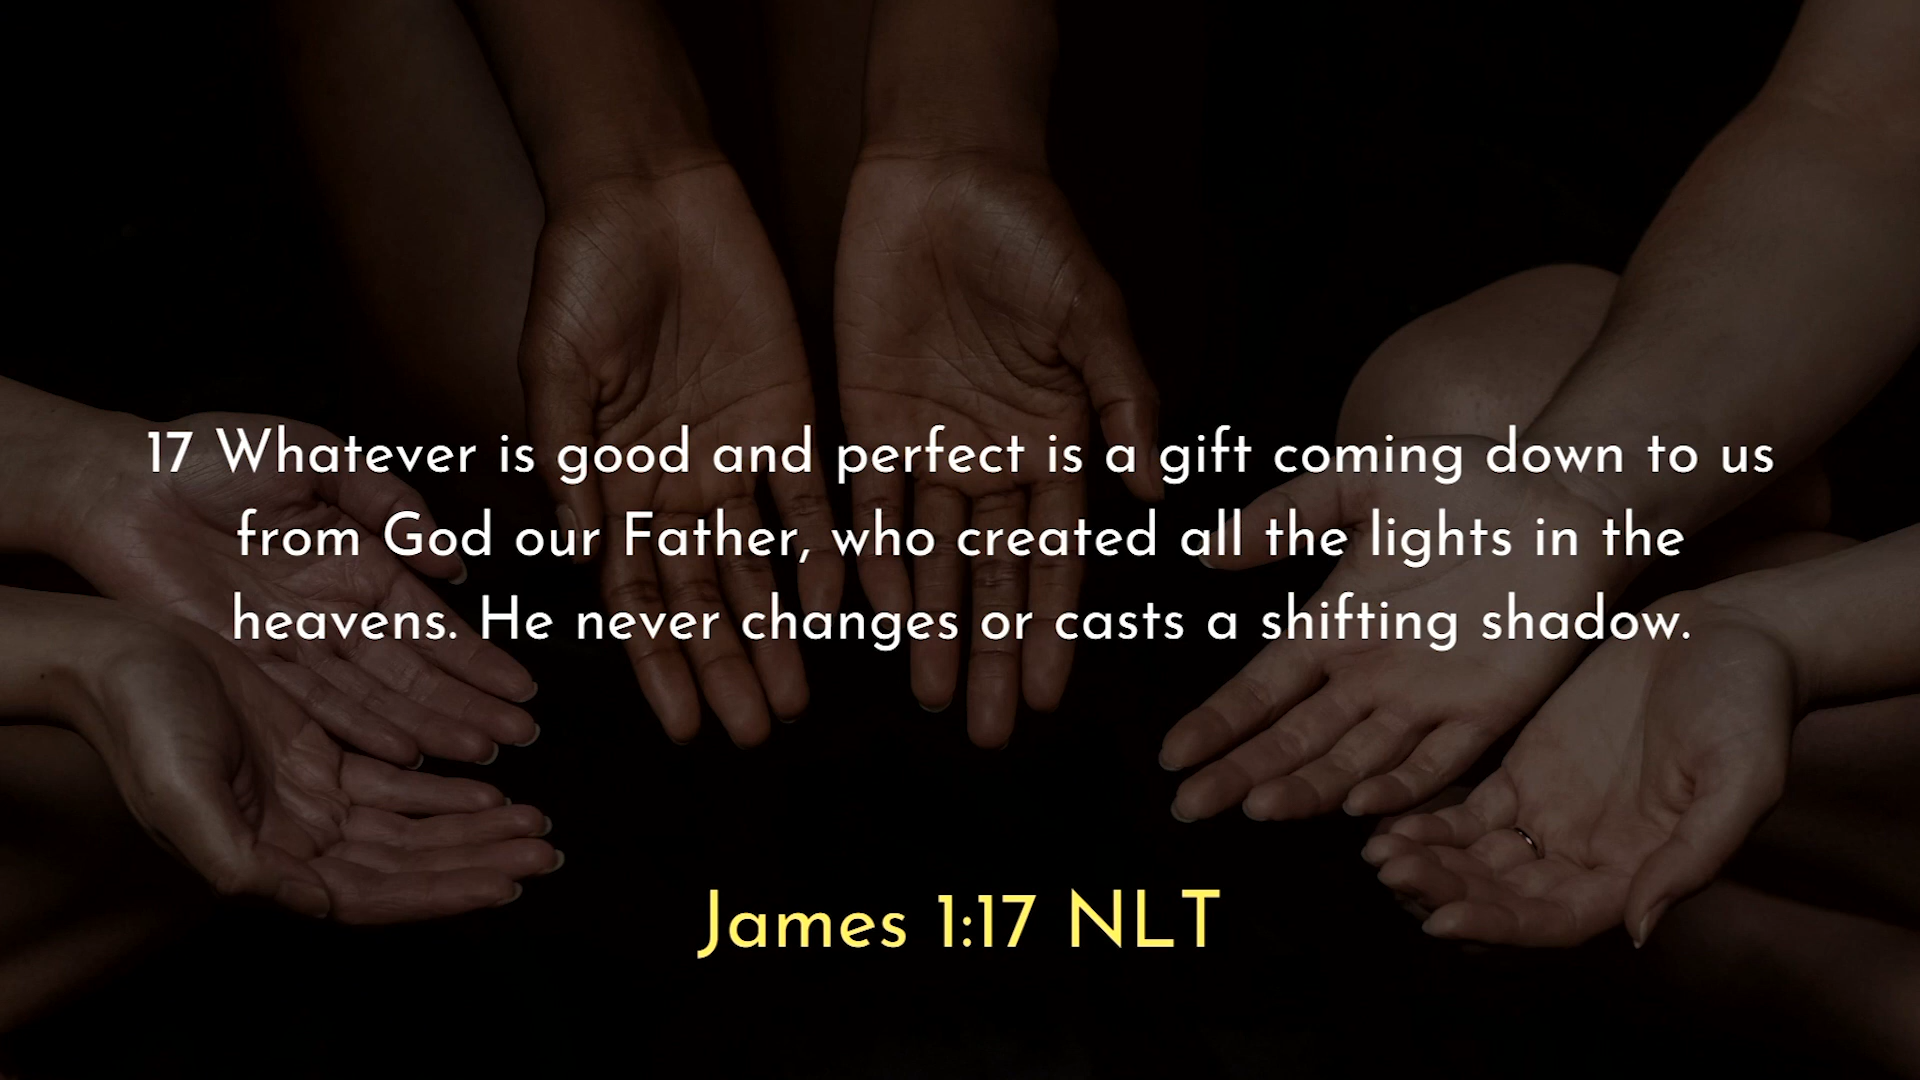 17 Whatever is good and perfect is a gift coming down to us
from God our Father, who created all the lights in the
heavens. He never changes or casts a shifting shadow.
James 1:17 NLT